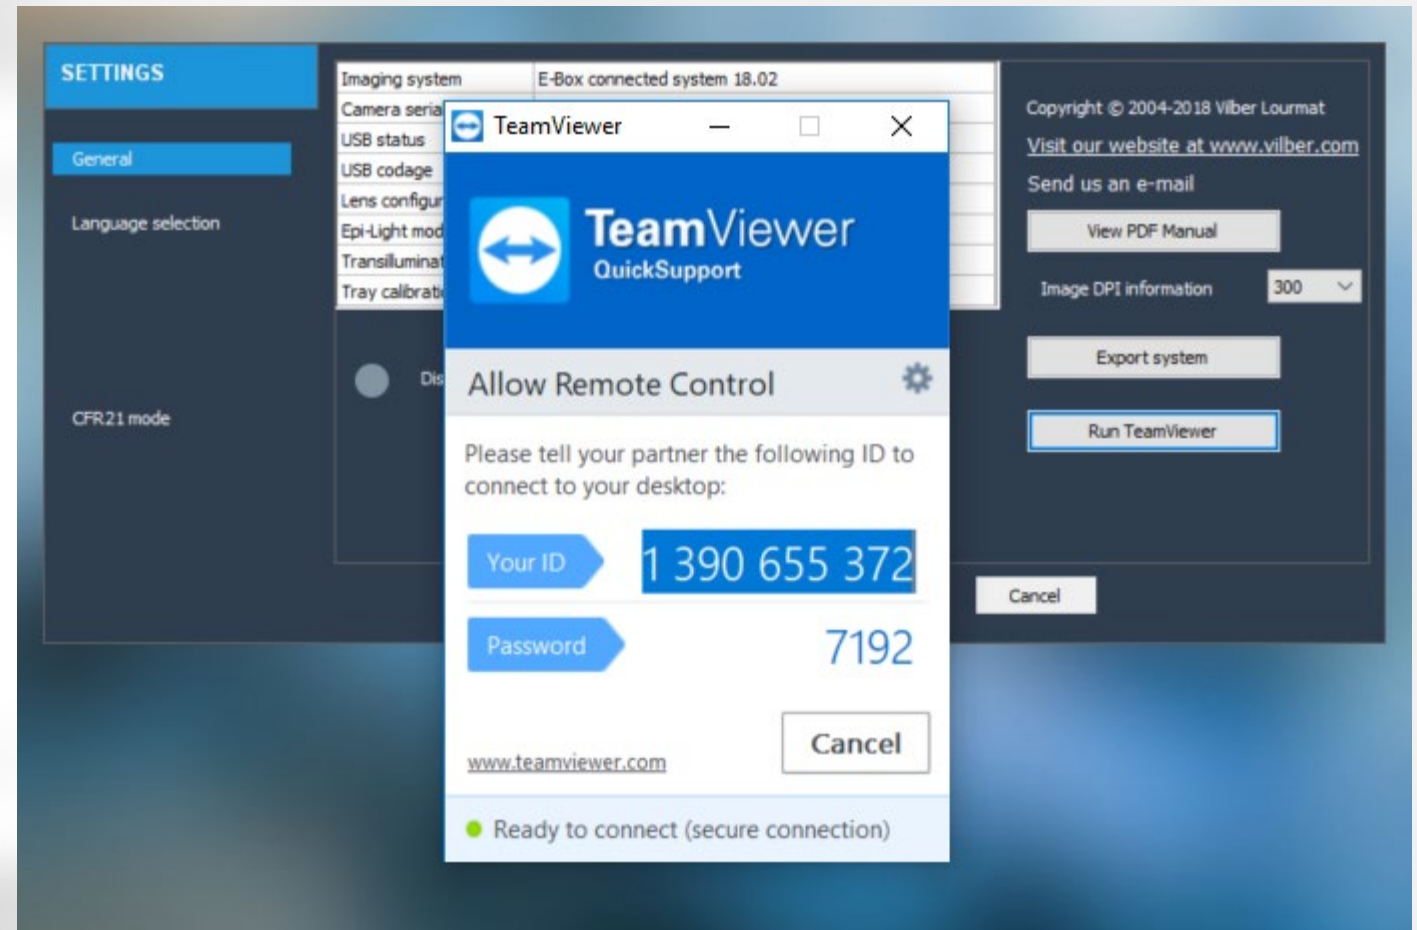 SETTINGS
General
Language selection
CFR21 mode
Imaging system E-Box connected system 18.02
Camera seria
USB status
USB codage
Lens configur
Epi-Light mod
Transilluminat
Tray calibrati
Dis
TeamViewer
TeamViewer
QuickSupport
Allow Remote Control
Please tell your partner the following ID to
connect to your desktop:
Your ID 1 390 655 372
Password 7192
Cancel
www.teamviewer.com
Ready to connect (secure connection)
Copyright © 2004-2018 Vilber Lourmat
Visit our website at www.vilber.com
Send us an e-mail
View PDF Manual
Image DPI information 300
Export system
Run TeamViewer
Cancel